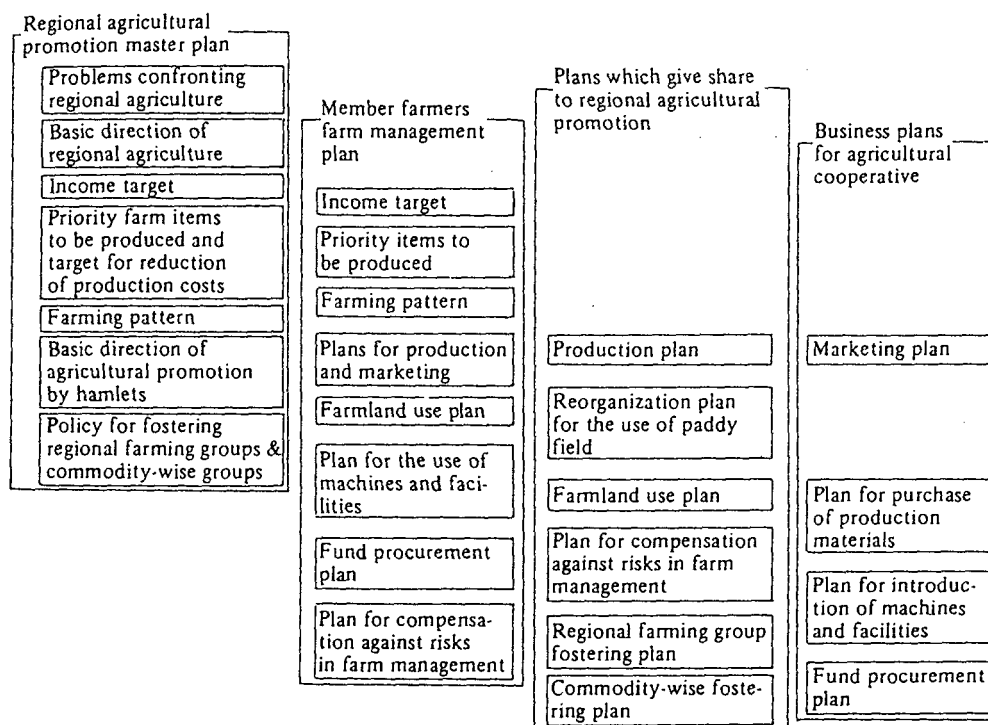 Regional agricultural
promotion master plan
Problems confronting
regional agriculture
Basic direction of
regional agriculture
Income target
Priority farm items
to be produced and
target for reduction
of production costs
Farming pattern
Basic direction of
agricultural promotion
by hamlets
Policy for fostering
regional farming groups &
commodity-wise groups
Member farmers
farm management
plan
Income target
Priority items to
be produced
Farming pattern
Plans for production
and marketing
Farmland use plan
Plan for the use of
machines and faci-
lities
Fund procurement
plan
Plan for compensa-
tion against risks
in farm management
Plans which give share
to regional agricultural
promotion
Production plan
Reorganization plan
for the use of paddy
field
Farmland use plan
Plan for compensation
against risks in farm
management
Regional farming group
fostering plan
Commodity-wise foste-
ring plan
Business plans
for agricultural
cooperative
Marketing plan
Plan for purchase
of production
materials
Plan for introduc-
tion of machines
and facilities
Fund procurement
plan